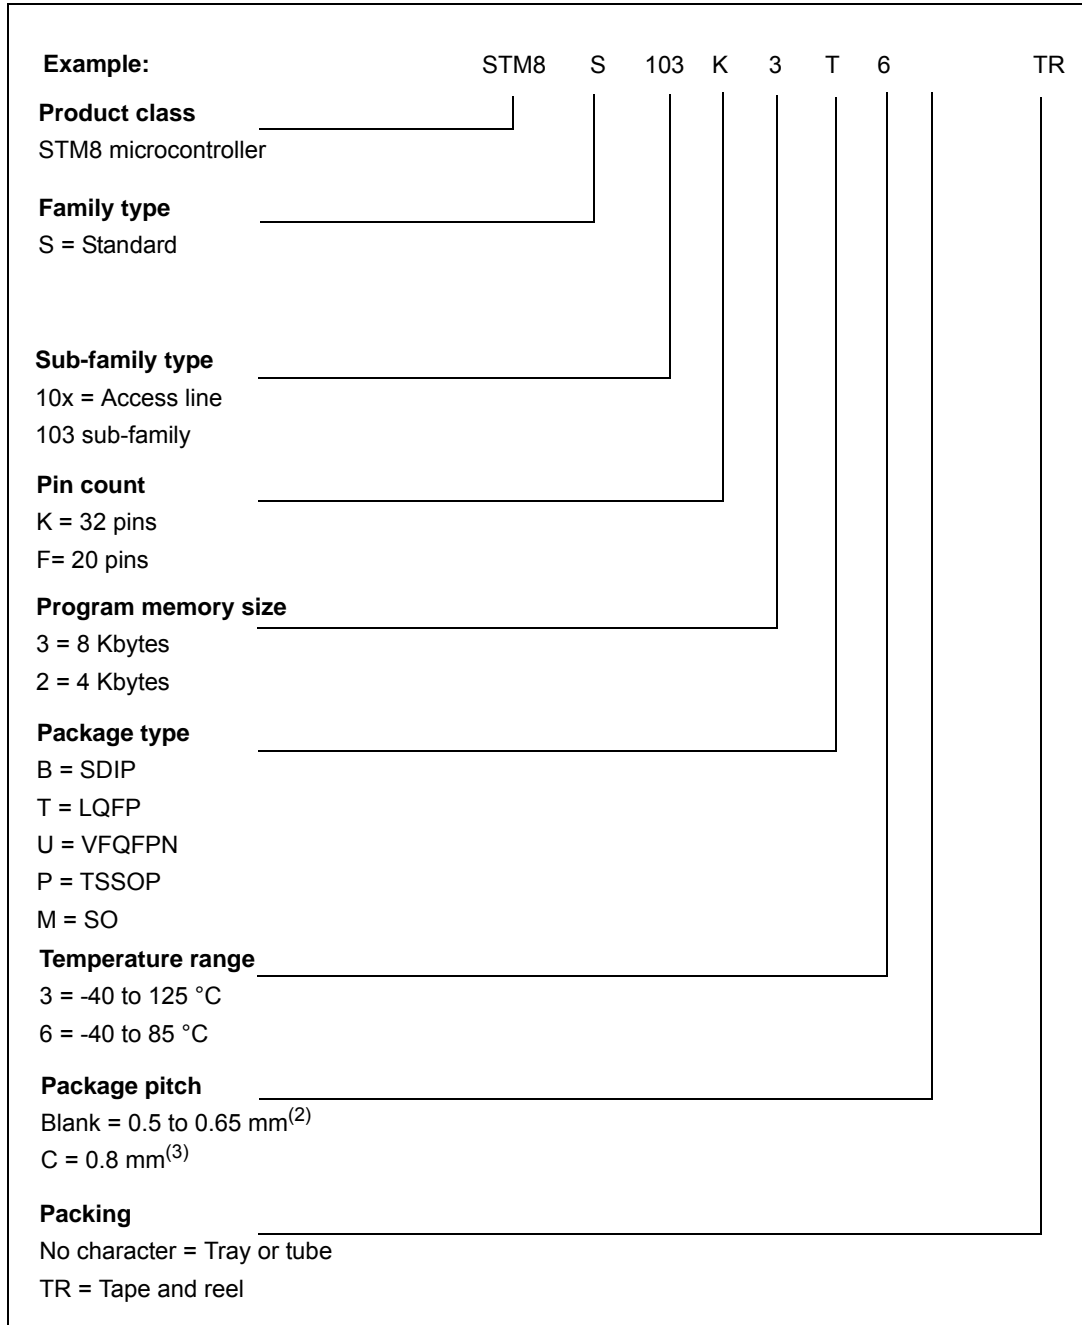 Example: STM8 S 103 K 3 T 6 TR
Product class
STM8 microcontroller
Family type
S = Standard
Sub-family type
10x = Access line
103 sub-family
Pin count
K = 32 pins
F= 20 pins
Program memory size
3 = 8 Kbytes
2 = 4 Kbytes
Package type
B = SDIP
T = LQFP
U = VFQFPN
P = TSSOP
M = SO
Temperature range
3 = -40 to 125 °C
6 = -40 to 85 °C
Package pitch
Blank = 0.5 to 0.65 mm(2)
C = 0.8 mm(3)
Packing
No character = Tray or tube
TR = Tape and reel